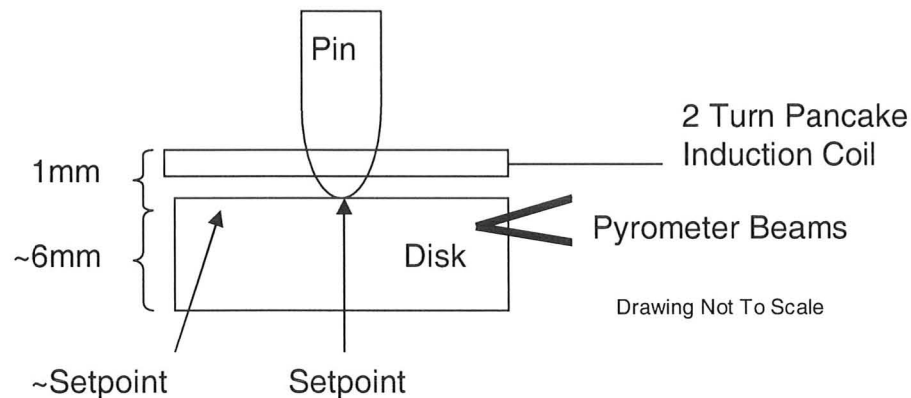 Pin
2 Turn Pancake
Induction Coil
1mm
Pyrometer Beams
~6mm
Disk
Drawing Not To Scale
~Setpoint
Setpoint